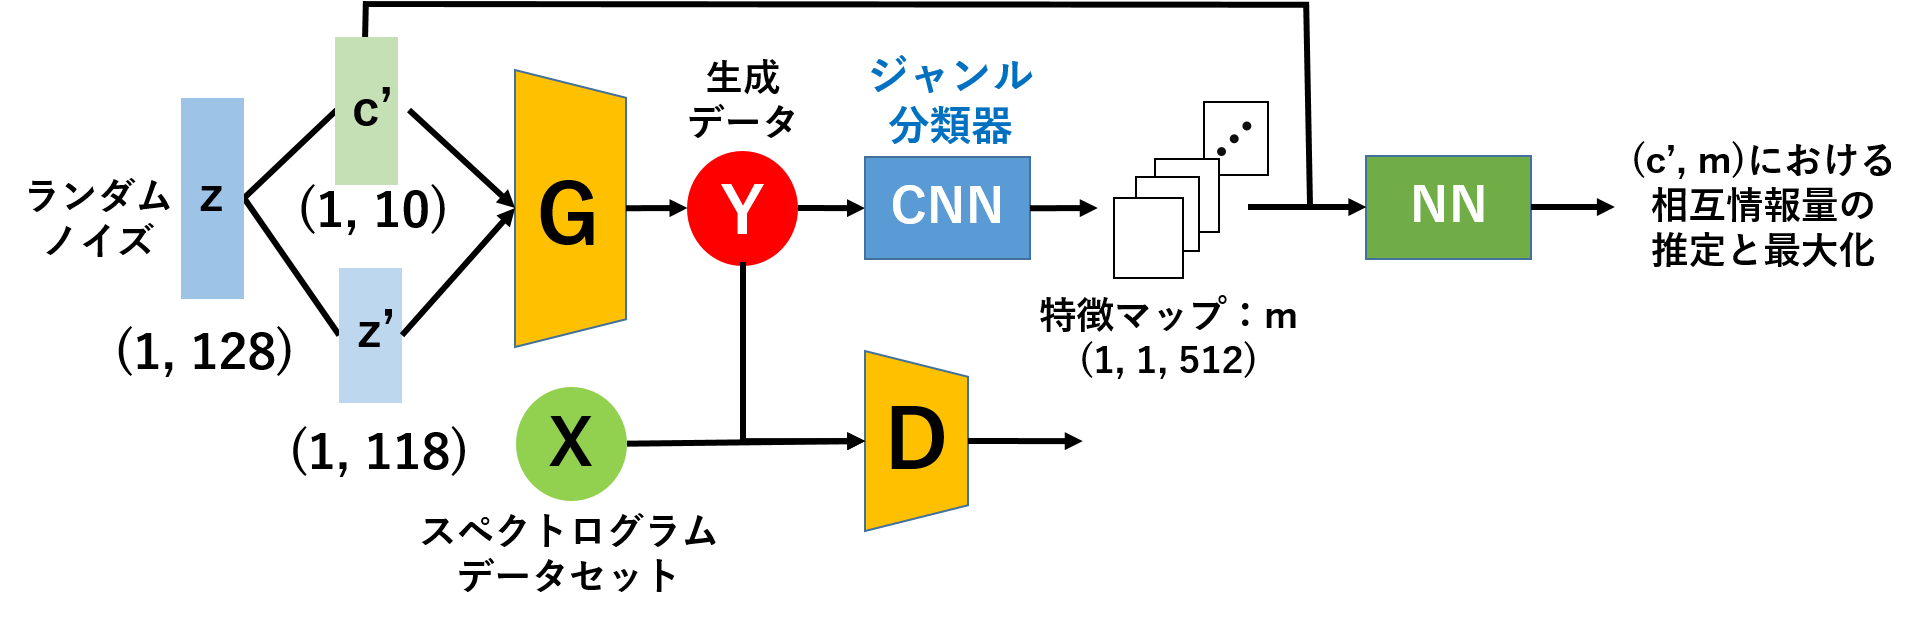 ランダム
ノイズ
z
(1, 128)
c’
(1, 10)
z’
(1, 118)
G
生成
データ
Y
X
スペクトログラム
データセット
ジャンル
分類器
CNN
D
特徴マップ：m
(1, 1, 512)
NN
(c’, m)における
相互情報量の
推定と最大化